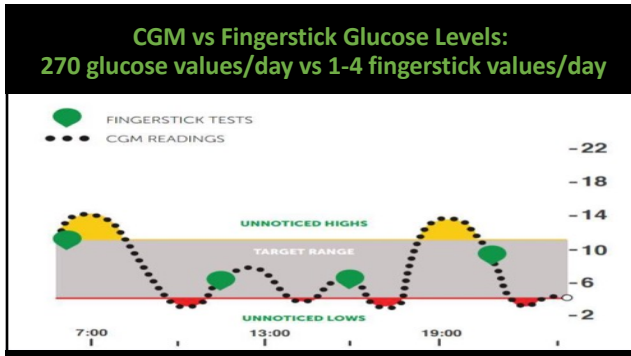 CGM vs Fingerstick Glucose Levels:
270 glucose values/day vs 1-4 fingerstick values/day
FINGERSTICK TESTS
CGM READINGS
22
18
14
UNNOTICED HIGHS
TARGET RANGE
10
6
UNNOTICED LOWS
2
7:00 13:00 19:00